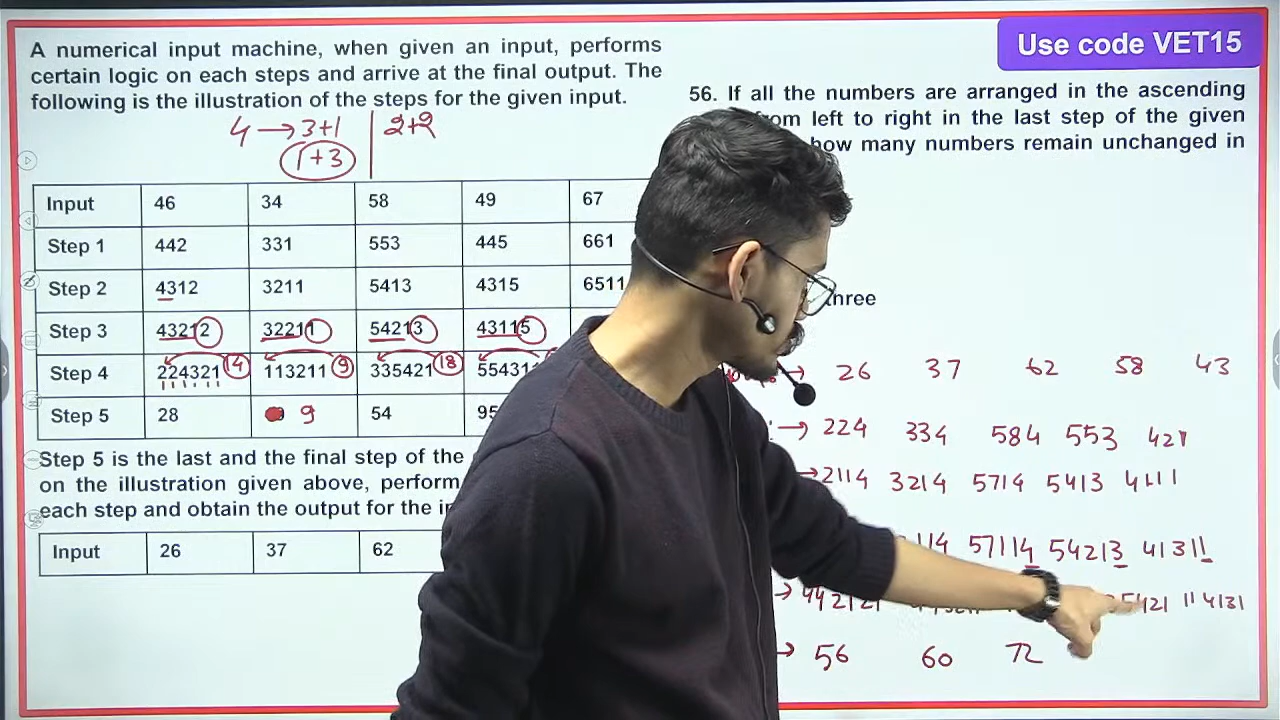 A numerical input machine, when given an input, performs
certain logic on each steps and arrive at the final output. The
following is the illustration of the steps for the given input.
4 → 3+1 | 2+2
1+3
Input 46 34 58 49 67
Step 1 442 331 553 445 661
Step 2 4312 3211 5413 4315 6511
Step 3 43212 32211 54213 43115
Step 4 224321 14 113211 9 335421 18 55431
Step 5 28 9 54 95
Step 5 is the last and the final step of the
on the illustration given above, perform
each step and obtain the output for the
Input 26 37 62
Use code VET15
56. If all the numbers are arranged in the ascending
from left to right in the last step of the given
how many numbers remain unchanged in
three
→ 26 37 62 58 43
→ 224 334 584 553 421
→ 2114 3214 5714 5413 4111
114 57114 54213 41311
→ 442121 5421 114131
→ 56 60 72